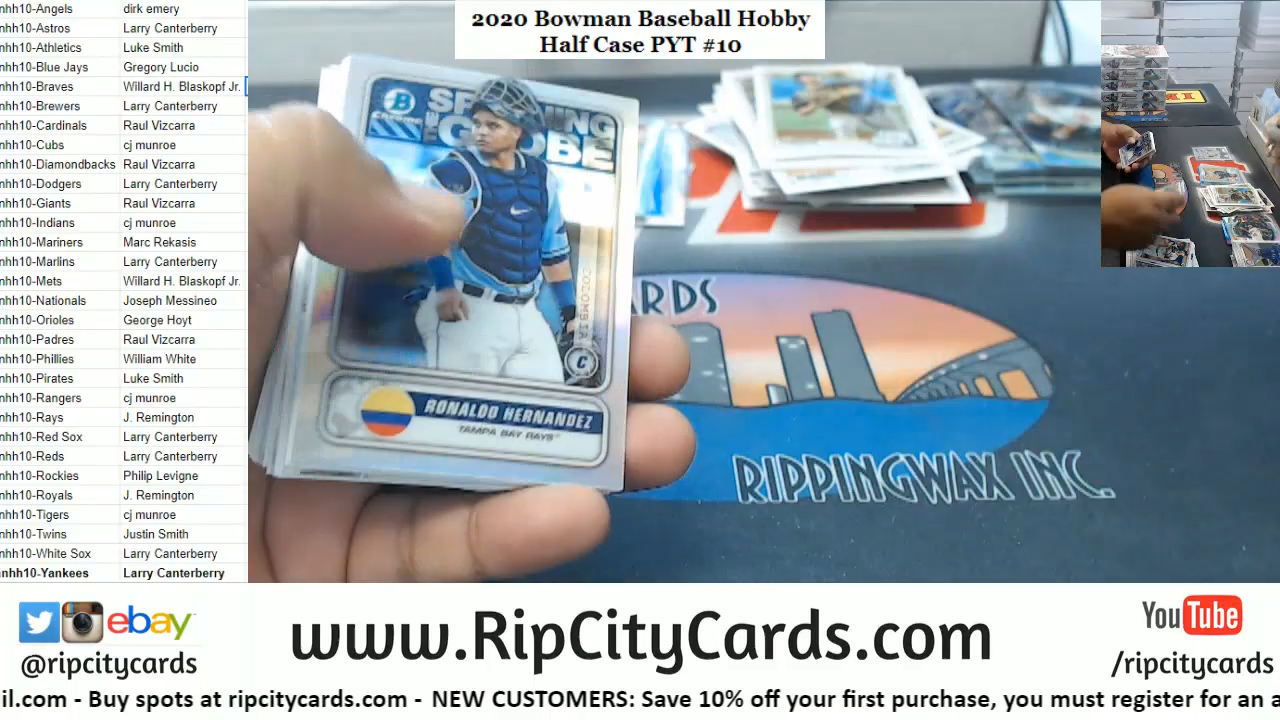 nhh10-Angels dirk emery
nhh10-Astros Larry Canterberry
nhh10-Athletics Luke Smith
nhh10-Blue Jays Gregory Lucio
nhh10-Braves Willard H. Blaskopf Jr.
nhh10-Brewers Larry Canterberry
nhh10-Cardinals Raul Vizcarra
nhh10-Cubs cj munroe
nhh10-Diamondbacks Raul Vizcarra
nhh10-Dodgers Larry Canterberry
nhh10-Giants Raul Vizcarra
nhh10-Indians cj munroe
nhh10-Mariners Marc Rekasis
nhh10-Marlins Larry Canterberry
nhh10-Mets Willard H. Blaskopf Jr.
nhh10-Nationals Joseph Messineo
nhh10-Orioles George Hoyt
nhh10-Padres Raul Vizcarra
nhh10-Phillies William White
nhh10-Pirates Luke Smith
nhh10-Rangers cj munroe
nhh10-Rays J. Remington
nhh10-Red Sox Larry Canterberry
nhh10-Reds Larry Canterberry
nhh10-Rockies Philip Levigne
nhh10-Royals J. Remington
nhh10-Tigers cj munroe
nhh10-Twins Justin Smith
nhh10-White Sox Larry Canterberry
nhh10-Yankees Larry Canterberry
2020 Bowman Baseball Hobby
Half Case PYT #10
B
Chrome
GLOBE
COLOMBIA
C
RONALDO HERNANDEZ
TAMPA BAY RAYS™
ARDS
RIPPINGWAX INC.
ebay
@ripcitycards
www.RipCityCards.com
YouTube
/ripcitycards
il.com - Buy spots at ripcitycards.com - NEW CUSTOMERS: Save 10% off your first purchase, you must register for an a